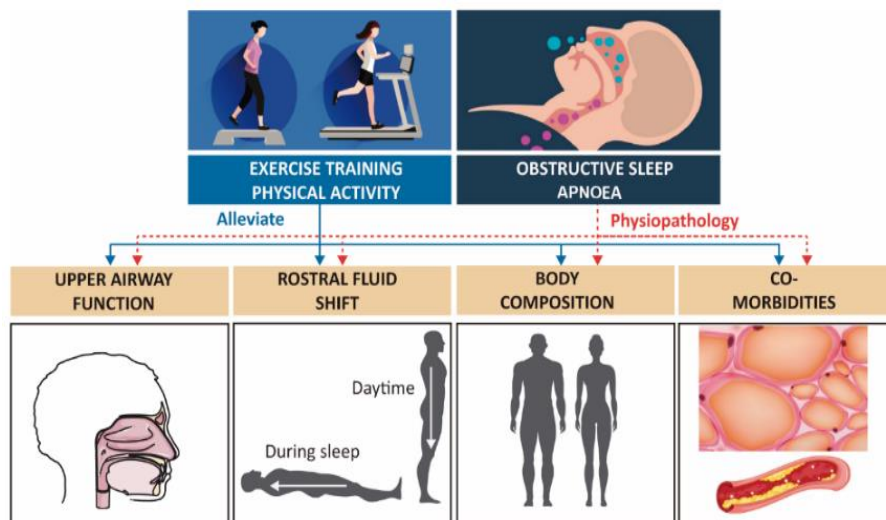 EXERCISE TRAINING
PHYSICAL ACTIVITY
OBSTRUCTIVE SLEEP
APNOEA
Alleviate
Physiopathology
UPPER AIRWAY
FUNCTION
ROSTRAL FLUID
SHIFT
BODY
COMPOSITION
CO-
MORBIDITIES
Daytime
During sleep